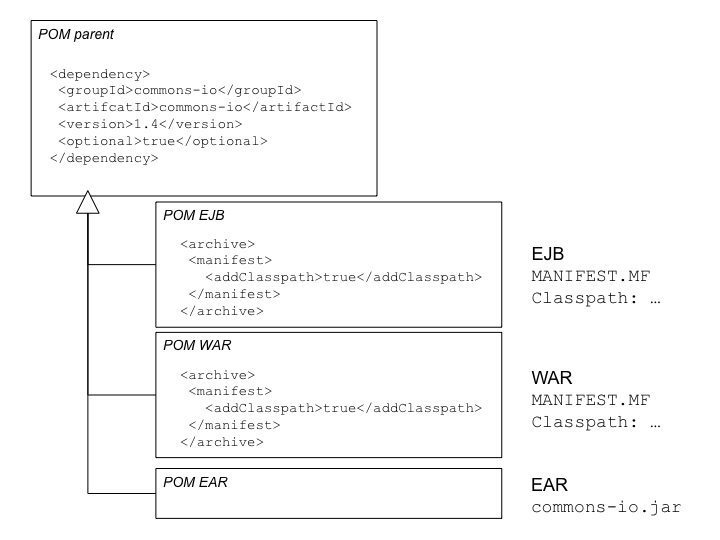 POM parent
<dependency>
<groupId>commons-io</groupId>
<artifcatId>commons-io</artifactId>
<version>1.4</version>
<optional>true</optional>
</dependency>
POM EJB
<archive>
<manifest>
<addClasspath>true</addClasspath>
</manifest>
</archive>
EJB
MANIFEST.MF
Classpath: …
POM WAR
<archive>
<manifest>
<addClasspath>true</addClasspath>
</manifest>
</archive>
WAR
MANIFEST.MF
Classpath: …
POM EAR
EAR
commons-io.jar